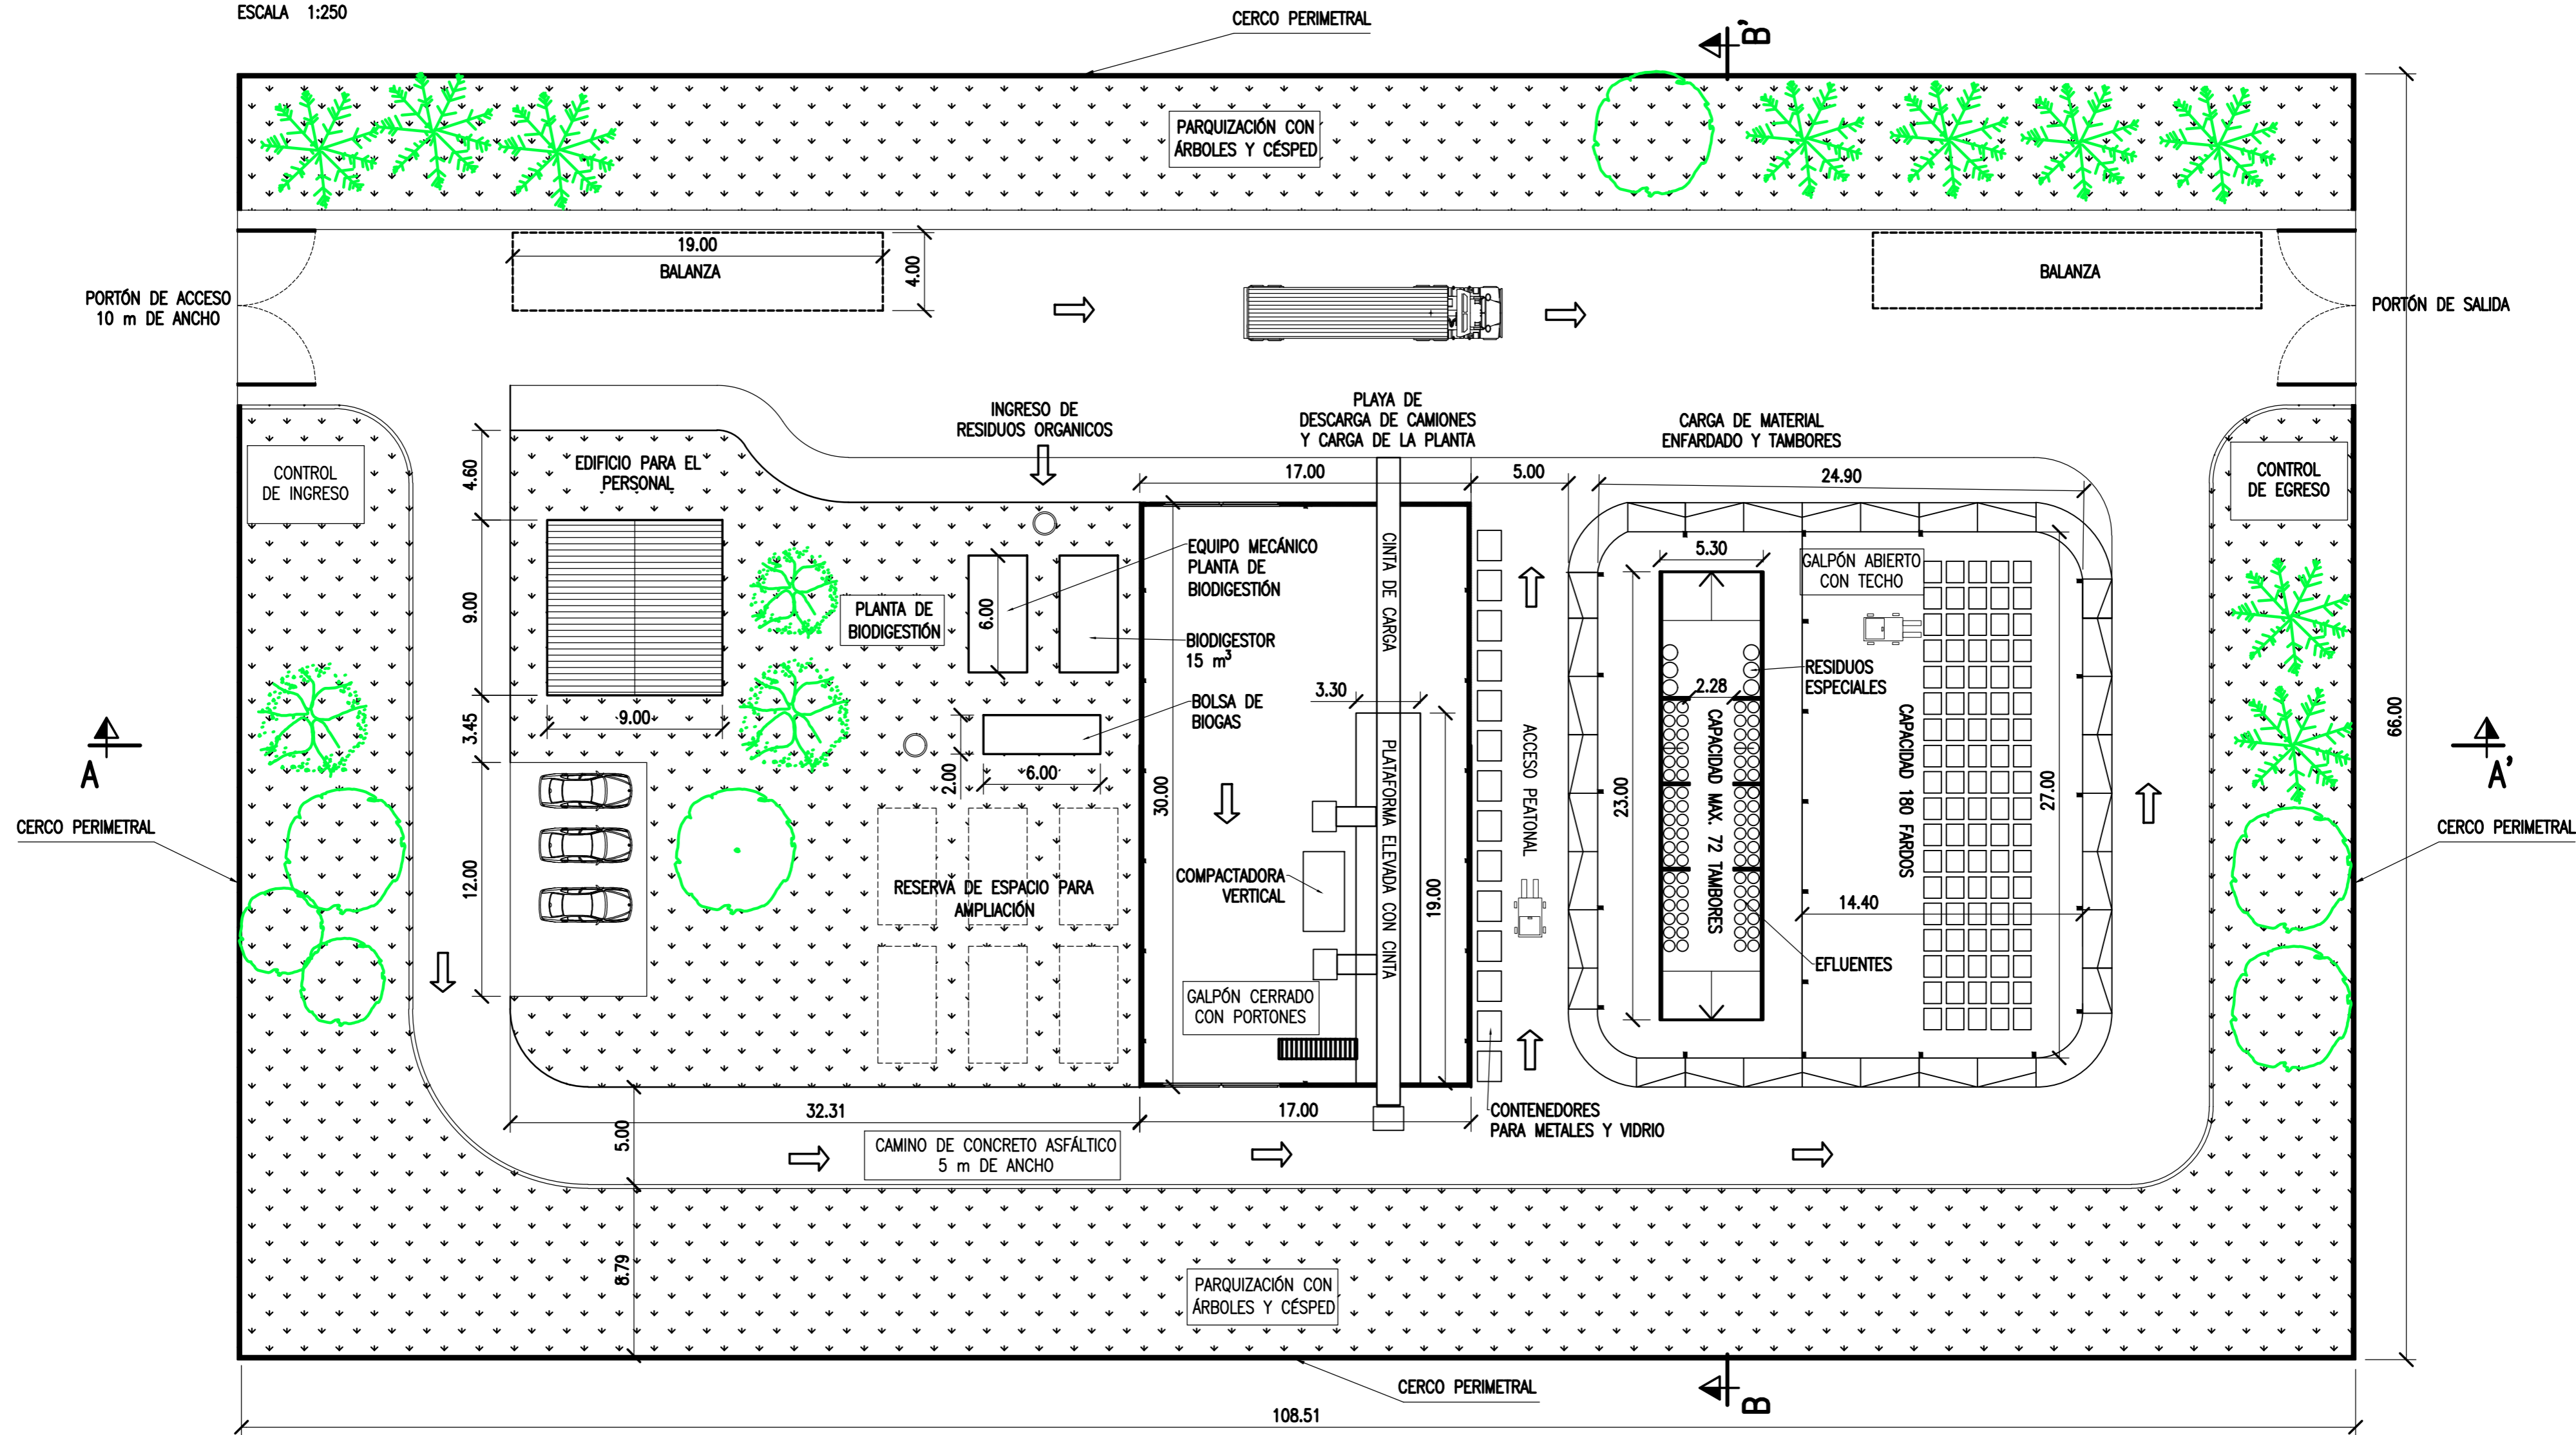 ESCALA 1:250
CERCO PERIMETRAL
B'
PARQUIZACIÓN CON
ÁRBOLES Y CÉSPED
19.00
BALANZA
4.00
BALANZA
PORTÓN DE ACCESO
10 m DE ANCHO
PORTÓN DE SALIDA
INGRESO DE
RESIDUOS ORGANICOS
PLAYA DE
DESCARGA DE CAMIONES
Y CARGA DE LA PLANTA
CARGA DE MATERIAL
ENFARDADO Y TAMBORES
CONTROL
DE INGRESO
4.60
EDIFICIO PARA EL
PERSONAL
17.00
5.00
24.90
CONTROL
DE EGRESO
9.00
PLANTA DE
BIODIGESTIÓN
6.00
EQUIPO MECÁNICO
PLANTA DE
BIODIGESTIÓN
BIODIGESTOR
15 m³
BOLSA DE
BIOGAS
CINTA DE CARGA
5.30
GALPÓN ABIERTO
CON TECHO
RESIDUOS
ESPECIALES
2.28
3.30
9.00
3.45
2.00
6.00
66.00
A
A'
30.00
PLATAFORMA ELEVADA CON CINTA
ACCESO PEATONAL
23.00
CAPACIDAD MAX. 72 TAMBORES
CAPACIDAD 180 FARDOS
27.00
CERCO PERIMETRAL
CERCO PERIMETRAL
12.00
RESERVA DE ESPACIO PARA
AMPLIACIÓN
COMPACTADORA
VERTICAL
19.00
14.40
EFLUENTES
GALPÓN CERRADO
CON PORTONES
32.31
17.00
CONTENEDORES
PARA METALES Y VIDRIO
5.00
CAMINO DE CONCRETO ASFÁLTICO
5 m DE ANCHO
8.79
PARQUIZACIÓN CON
ÁRBOLES Y CÉSPED
CERCO PERIMETRAL
B
108.51